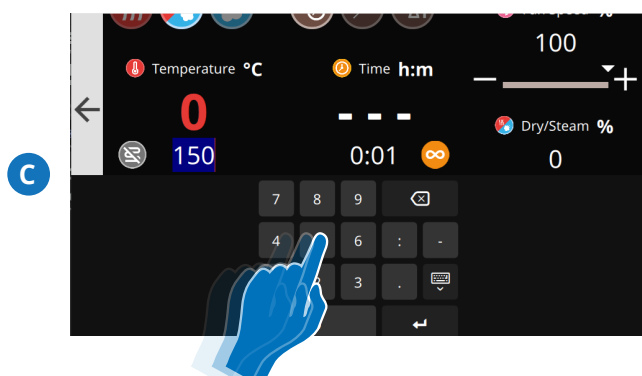 %
100
Temperature °C
Time h:m
0
- - -
Dry/Steam %
150
0:01
0
C
7 8 9
4 6 : -
3 .